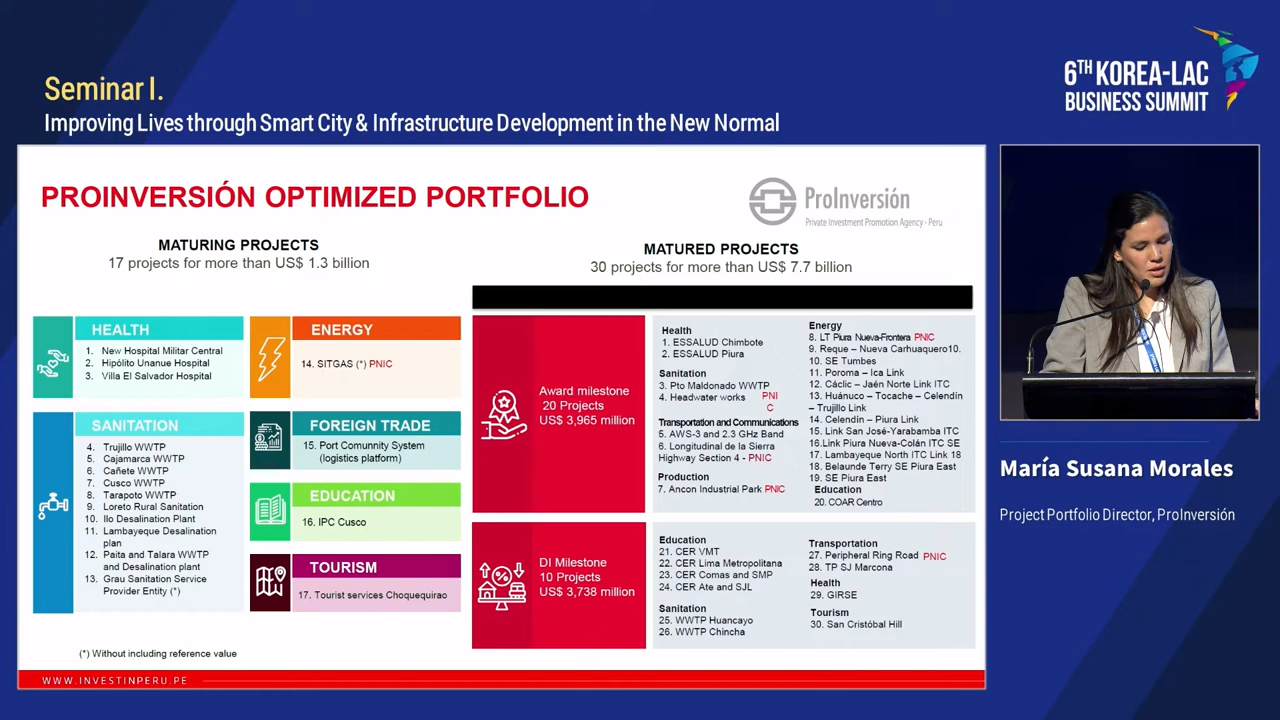 Seminar I.
Improving Lives through Smart City & Infrastructure Development in the New Normal
6TH KOREA-LAC
BUSINESS SUMMIT
PROINVERSIÓN OPTIMIZED PORTFOLIO
ProInversión
Private Investment Promotion Agency - Peru
MATURING PROJECTS
17 projects for more than US$ 1.3 billion
HEALTH
1. New Hospital Militar Central
2. Hipólito Unanue Hospital
3. Villa El Salvador Hospital
SANITATION
4. Trujillo WWTP
5. Cajamarca WWTP
6. Cañete WWTP
7. Cusco WWTP
8. Tarapoto WWTP
9. Loreto Rural Sanitation
10. Ilo Desalination Plant
11. Lambayeque Desalination
plan
12. Paita and Talara WWTP
and Desalination plant
13. Grau Sanitation Service
Provider Entity (*)
ENERGY
14. SITGAS (*) PNIC
FOREIGN TRADE
15. Port Comunnity System
(logistics platform)
EDUCATION
16. IPC Cusco
TOURISM
17. Tourist services Choquequirao
(*) Without including reference value
MATURED PROJECTS
30 projects for more than US$ 7.7 billion
Award milestone
20 Projects
US$ 3,965 million
Health
1. ESSALUD Chimbote
2. ESSALUD Piura
Sanitation
3. Pto Maldonado WWTP
4. Headwater works PNI
C
Transportation and Communications
5. AWS-3 and 2.3 GHz Band
6. Longitudinal de la Sierra
Highway Section 4 - PNIC
Production
7. Ancon Industrial Park PNIC
Energy
8. LT Piura Nueva-Frontera PNIC
9. Reque – Nueva Carhuaquero10.
10. SE Tumbes
11. Poroma – Ica Link
12. Cáclic – Jaén Norte Link ITC
13. Huánuco – Tocache – Celendín
– Trujillo Link
14. Celendín – Piura Link
15. Link San José-Yarabamba ITC
16.Link Piura Nueva-Colán ITC SE
17. Lambayeque North ITC Link 18
18. Belaunde Terry SE Piura East
19. SE Piura East
Education
20. COAR Centro
DI Milestone
10 Projects
US$ 3,738 million
Education
21. CER VMT
22. CER Lima Metropolitana
23. CER Comas and SMP
24. CER Ate and SJL
Sanitation
25. WWTP Huancayo
26. WWTP Chincha
Transportation
27. Peripheral Ring Road PNIC
28. TP SJ Marcona
Health
29. GIRSE
Tourism
30. San Cristóbal Hill
WWW.INVESTINPERU.PE
María Susana Morales
Project Portfolio Director, ProInversión